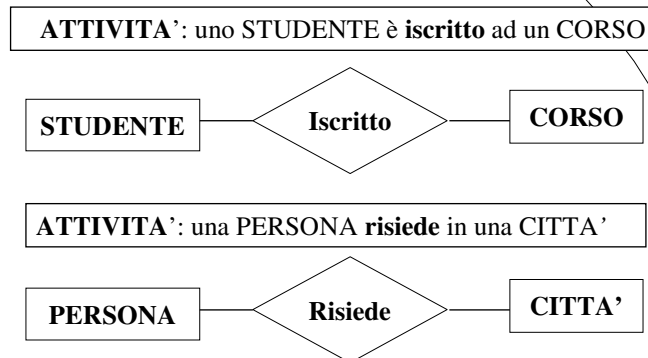 ATTIVITA’: uno STUDENTE è iscritto ad un CORSO
STUDENTE Iscritto CORSO
ATTIVITA’: una PERSONA risiede in una CITTA’
PERSONA Risiede CITTA’